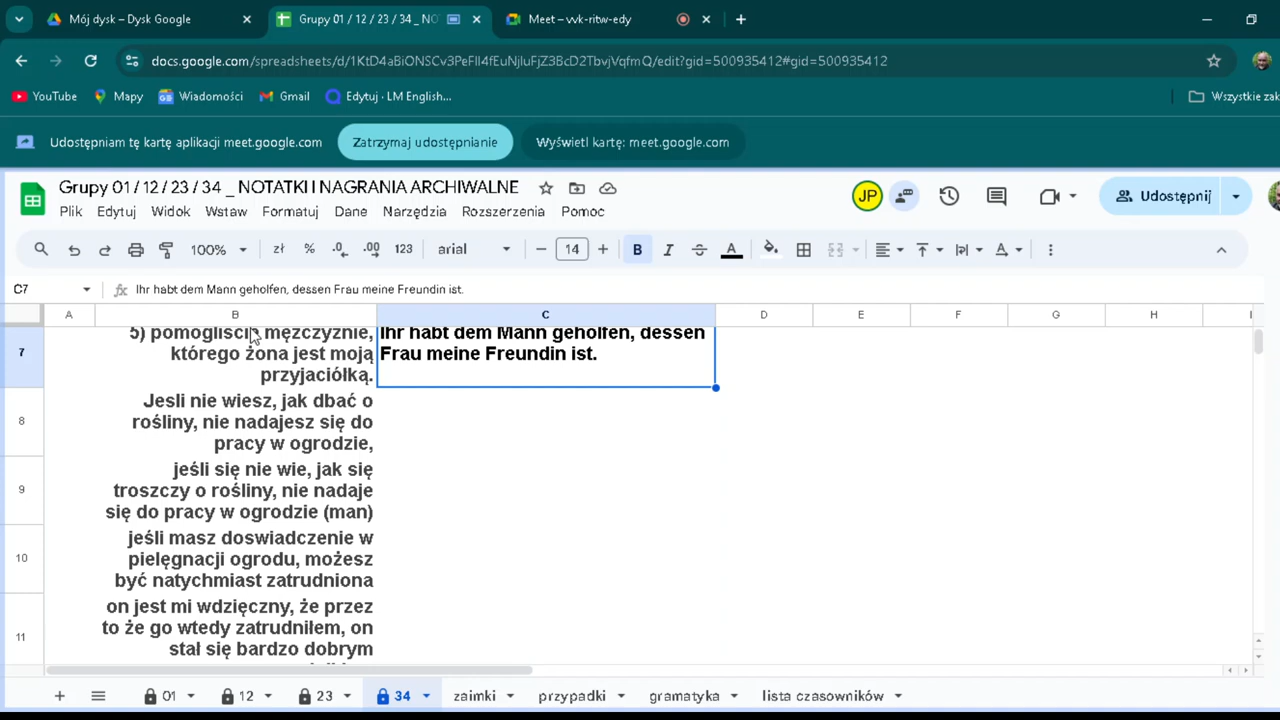 Mój dysk – Dysk Google
Grupy 01 / 12 / 23 / 34 _ NO
Meet – vvk-ritw-edy
docs.google.com/spreadsheets/d/1KtD4aBiONSCv3PeFlI4fEuNjluFjZ3BcD2TbvjVqfmQ/edit?gid=500935412#gid=500935412
YouTube
Mapy
Wiadomości
Gmail
Edytuj · LM English...
Wszystkie zak
Udostępniam tę kartę aplikacji meet.google.com
Zatrzymaj udostępnianie
Wyświetl kartę: meet.google.com
Grupy 01 / 12 / 23 / 34 _ NOTATKI I NAGRANIA ARCHIWALNE
JP
Udostępnij
Plik Edytuj Widok Wstaw Formatuj Dane Narzędzia Rozszerzenia Pomoc
100% zł % .0 .00 123 arial – 14 + B I A
C7 fx Ihr habt dem Mann geholfen, dessen Frau meine Freundin ist.
A B C D E F G H I
7
5) pomogliście mężczyźnie,
którego żona jest moją
przyjaciółką.
Ihr habt dem Mann geholfen, dessen
Frau meine Freundin ist.
8
Jesli nie wiesz, jak dbać o
rośliny, nie nadajesz się do
pracy w ogrodzie,
9
jeśli się nie wie, jak się
troszczy o rośliny, nie nadaje
się do pracy w ogrodzie (man)
10
jeśli masz doswiadczenie w
pielęgnacji ogrodu, możesz
być natychmiast zatrudniona
11
on jest mi wdzięczny, że przez
to że go wtedy zatrudniłem, on
stał się bardzo dobrym
+ 01 12 23 34 zaimki przypadki gramatyka lista czasowników